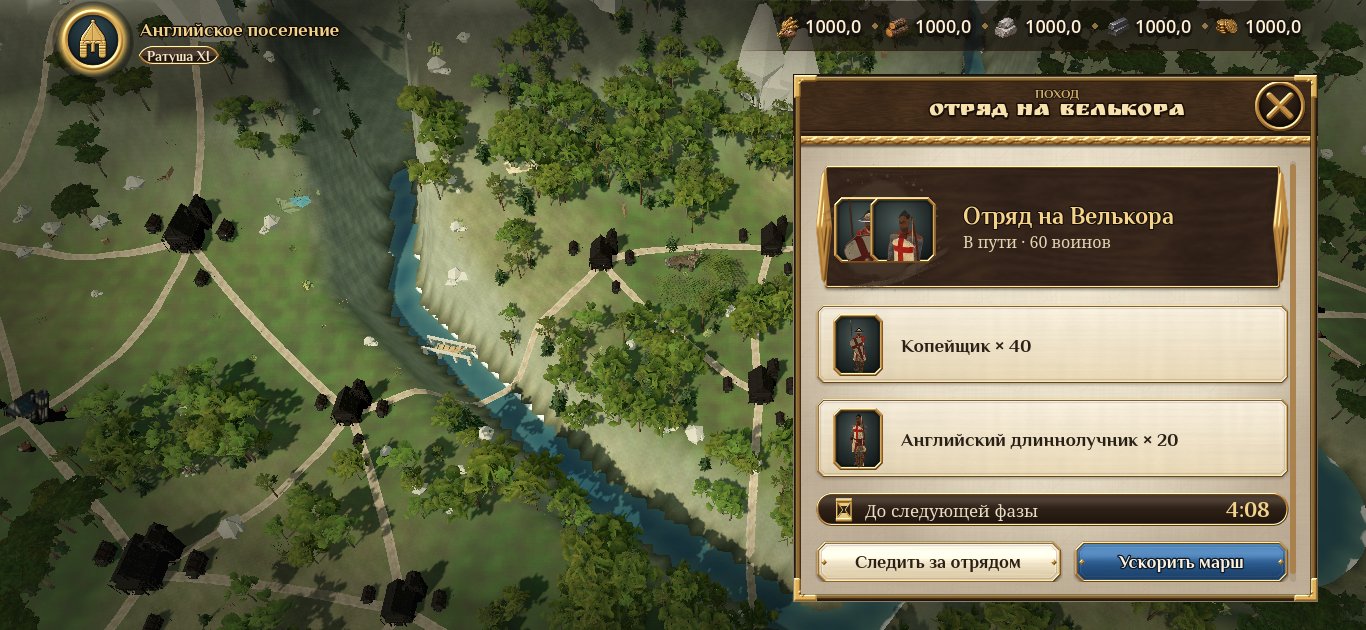 Английское поселение
Ратуша XI
1000,0
1000,0
1000,0
1000,0
1000,0
ПОХОД
ОТРЯД НА ВЕЛЬКОРА
Отряд на Велькора
В пути · 60 воинов
Копейщик × 40
Английский длиннолучник × 20
До следующей фазы
4:08
Следить за отрядом
Ускорить марш